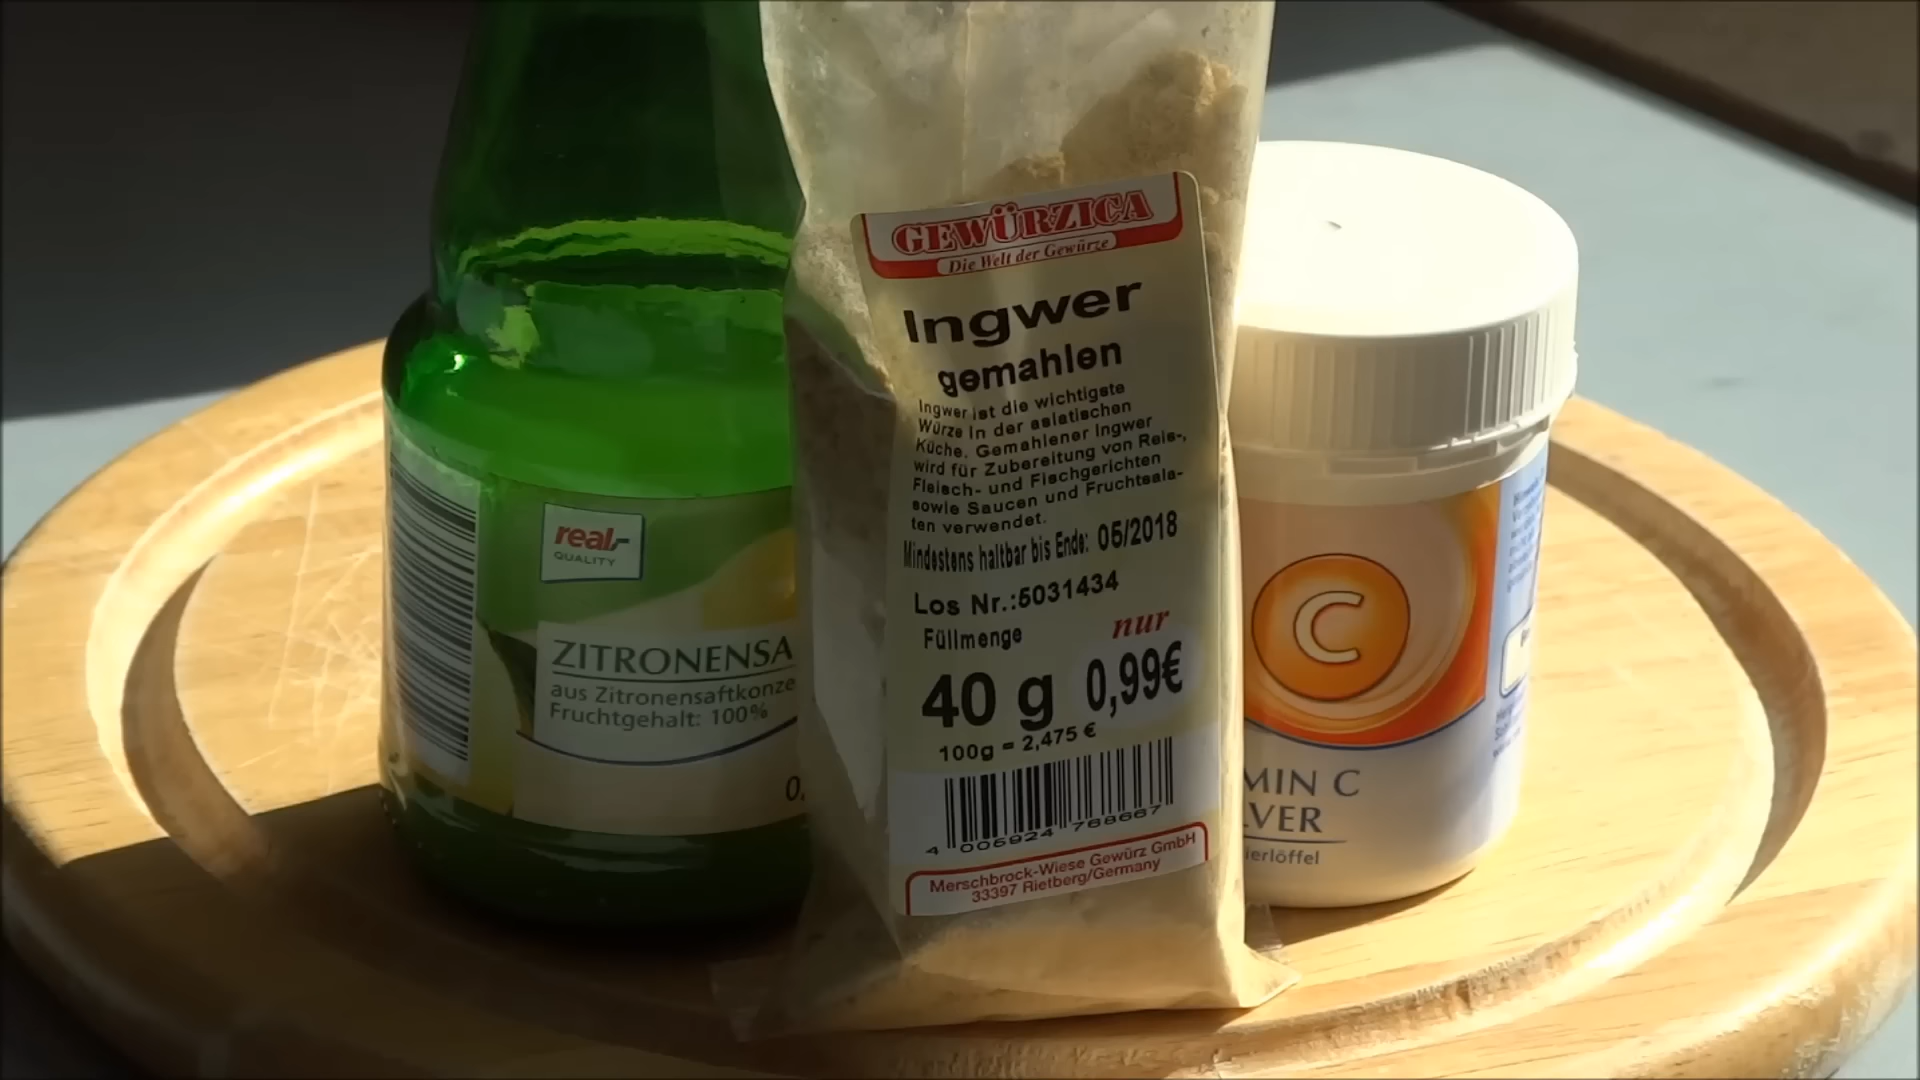 real,-
QUALITY
ZITRONENSA
aus Zitronensaftkonze
Fruchtgehalt: 100%
0,
GEWÜRZICA
Die Welt der Gewürze
Ingwer
gemahlen
Ingwer ist die wichtigste
Würze in der asiatischen
Küche. Gemahlener Ingwer
wird für Zubereitung von Reis-,
Fleisch- und Fischgerichten
sowie Saucen und Fruchtsala-
ten verwendet.
Mindestens haltbar bis Ende: 05/2018
Los Nr.:5031434
Füllmenge
nur
40 g 0,99€
100g = 2,475 €
4 005924 768667
Merschbrock-Wiese Gewürz GmbH
33397 Rietberg/Germany
C
MIN C
LVER
ierlöffel